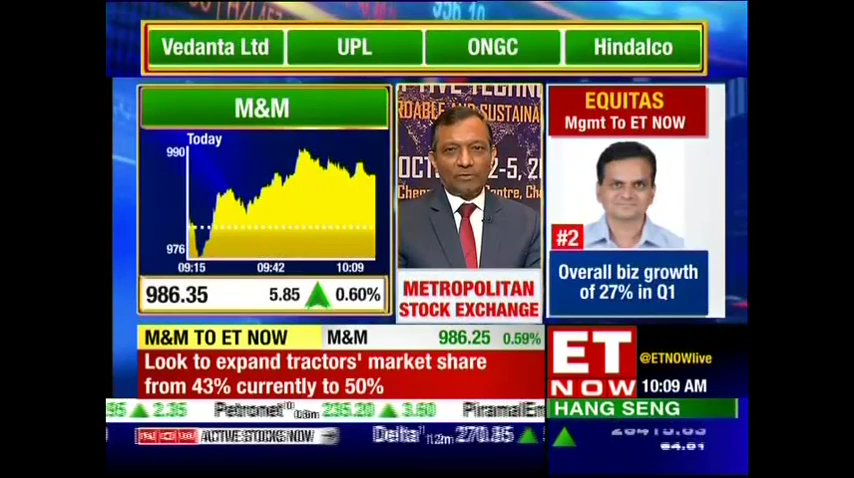 Vedanta Ltd
UPL
ONGC
Hindalco
M&M
Today
990
976
09:15
09:42
10:09
986.35
5.85
0.60%
METROPOLITAN
STOCK EXCHANGE
EQUITAS
Mgmt To ET NOW
#2
Overall biz growth
of 27% in Q1
M&M TO ET NOW
M&M
986.25
0.59%
Look to expand tractors' market share
from 43% currently to 50%
ET
NOW
@ETNOWlive
10:09 AM
2.35
Petronet
235.20
3.60
HANG SENG
ACTIVE STOCKS NOW
Delta
1.2m
270.85